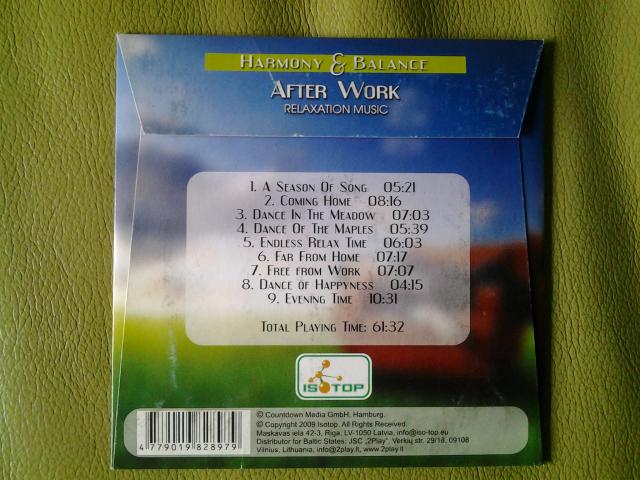 HARMONY & BALANCE
AFTER WORK
RELAXATION MUSIC
1. A SEASON OF SONG 05:21
2. COMING HOME 08:16
3. DANCE IN THE MEADOW 07:03
4. DANCE OF THE MAPLES 05:39
5. ENDLESS RELAX TIME 06:03
6. FAR FROM HOME 07:17
7. FREE FROM WORK 07:07
8. DANCE OF HAPPYNESS 04:15
9. EVENING TIME 10:31
TOTAL PLAYING TIME: 61:32
ISOTOP
© Countdown Media GmbH, Hamburg.
© Copyright 2009 Isotop. All Rights Received.
Maskavas iela 42-3, Riga, LV-1050 Latvia, info@iso-top.eu
Distributor for Baltic States: JSC „2Play", Verkių str. 29/18, 09108
Vilnius, Lithuania, info@2play.lt, www.2play.lt
4 779019 828979